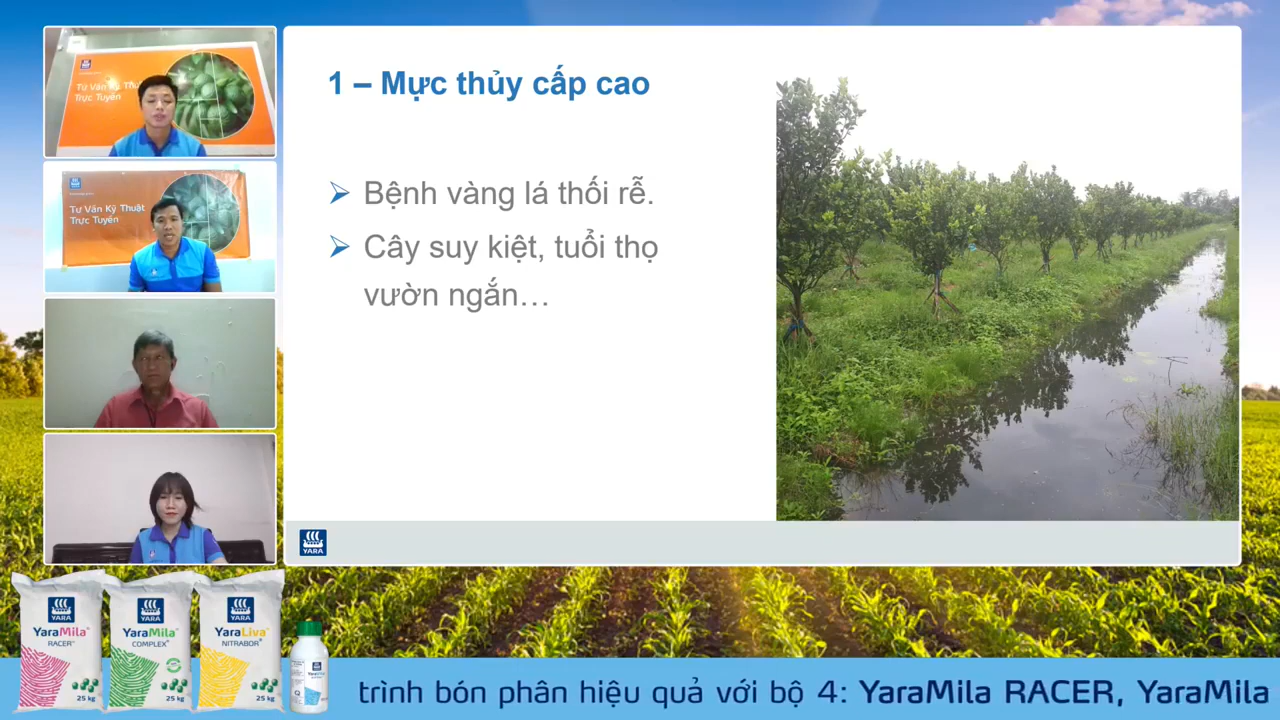 Tư Vấn Kỹ Thuật
Trực Tuyến
Tư Vấn Kỹ Thuật
Trực Tuyến
1 – Mực thủy cấp cao
Bệnh vàng lá thối rễ.
Cây suy kiệt, tuổi thọ
vườn ngắn…
YARA
YARA
YaraMila
RACER
25 kg
YARA
YaraMila
COMPLEX
25 kg
YARA
YaraLiva
NITRABOR
25 kg
trình bón phân hiệu quả với bộ 4: YaraMila RACER, YaraMila